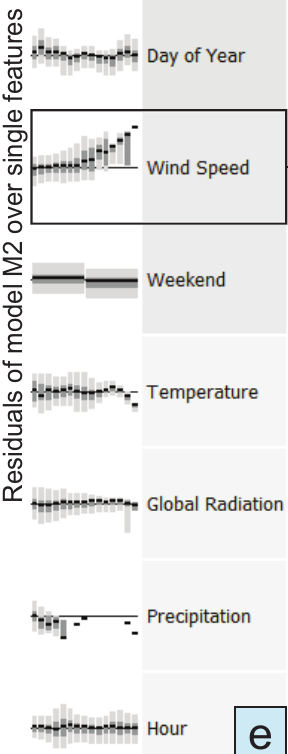 Residuals of model M2 over single features
Day of Year
Wind Speed
Weekend
Temperature
Global Radiation
Precipitation
Hour
e